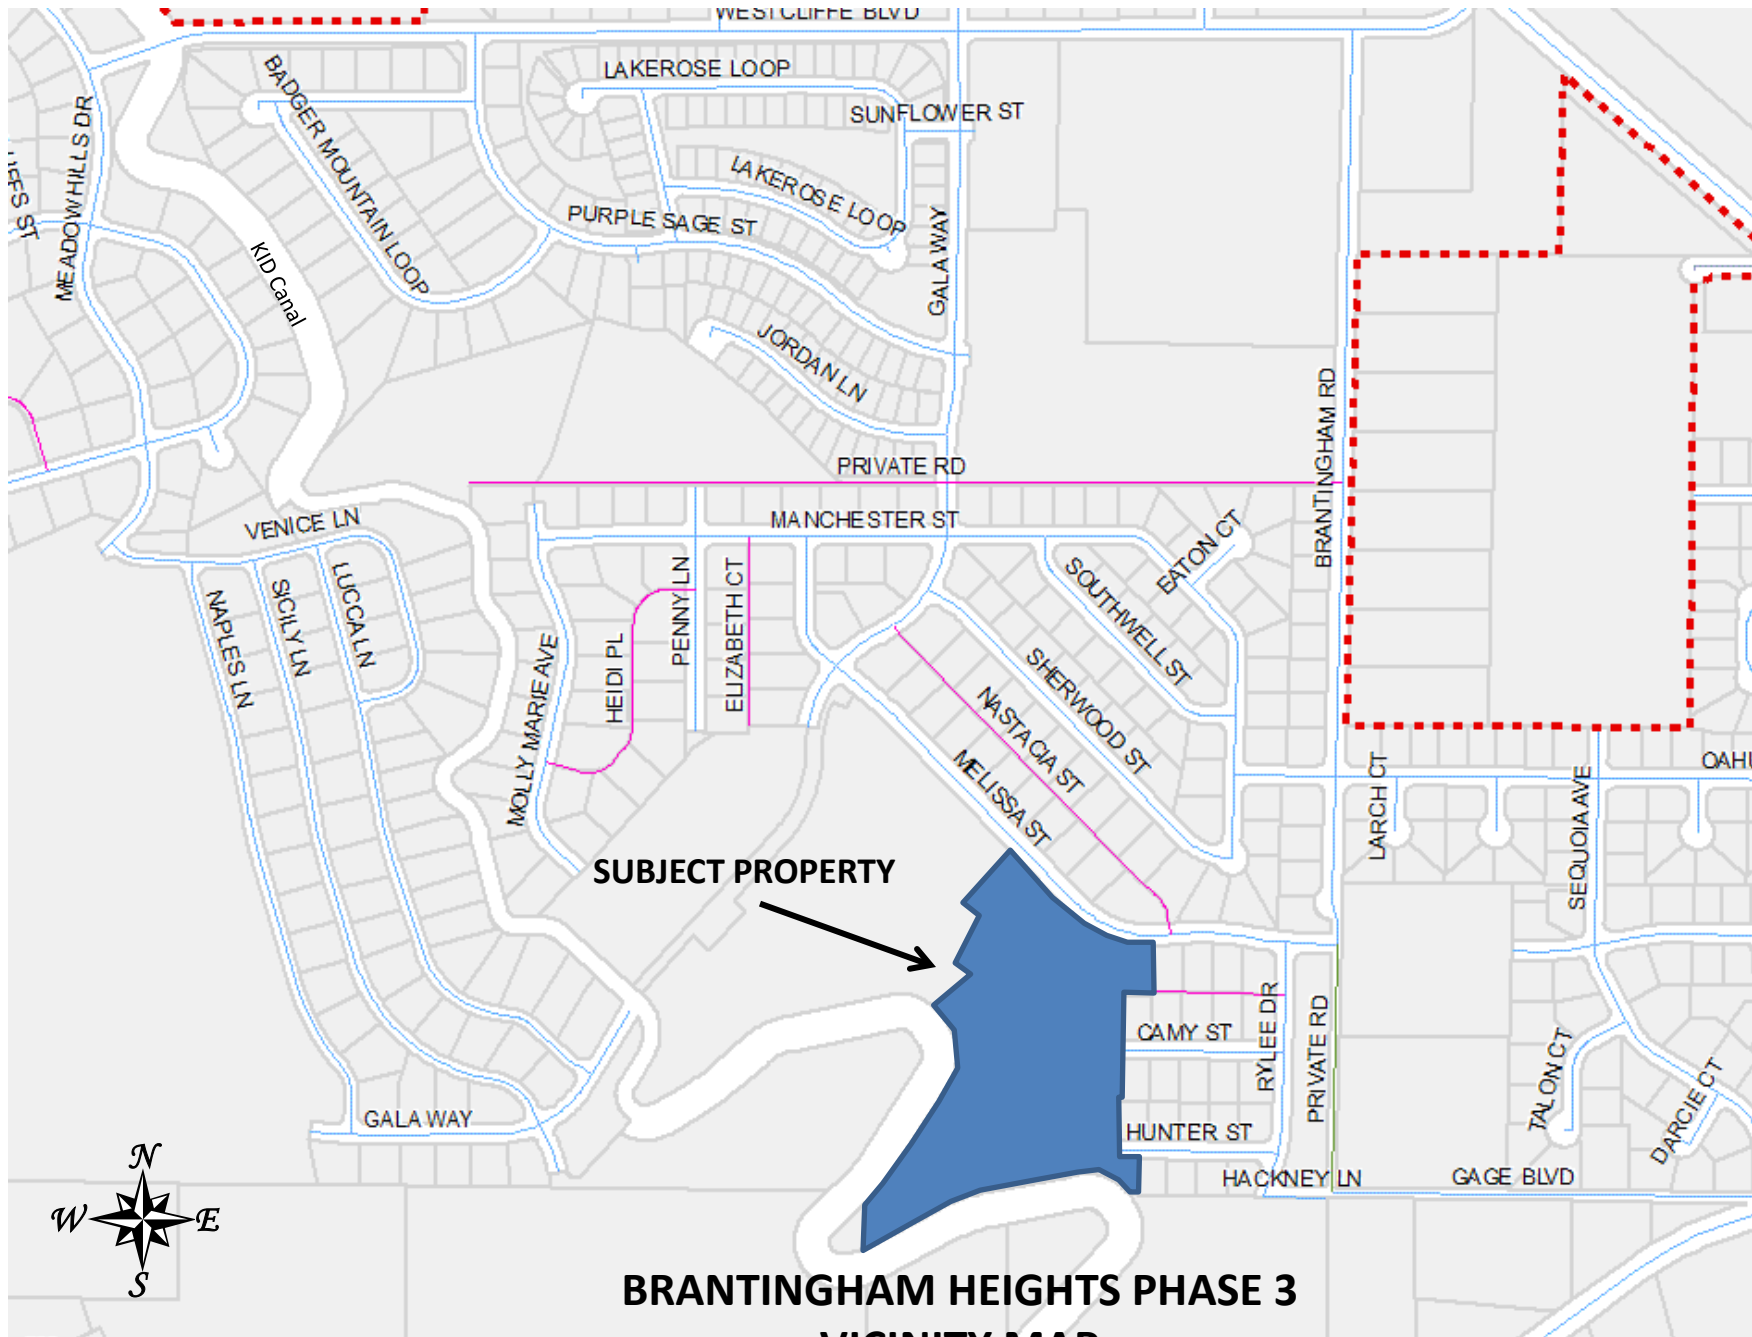 WESTCLIFFE BLVD
LAKEROSE LOOP
BADGER MOUNTAIN LOOP
SUNFLOWER ST
MEADOW HILLS DR
LAKEROSE LOOP
PURPLE SAGE ST
GALA WAY
KID Canal
JORDAN LN
BRANTINGHAM RD
PRIVATE RD
VENICE LN
MANCHESTER ST
EATON CT
NAPLES LN
SICILY LN
LUCCA LN
MOLLY MARIE AVE
HEIDI PL
PENNY LN
ELIZABETH CT
SOUTHWELL ST
SHERWOOD ST
NASTACIA ST
MELISSA ST
LARCH CT
SEQUOIA AVE
SUBJECT PROPERTY
CAMY ST
RYLEE DR
PRIVATE RD
TALON CT
DARCIE CT
GALA WAY
HUNTER ST
HACKNEY LN
GAGE BLVD
N
W
E
S
BRANTINGHAM HEIGHTS PHASE 3
VICINITY MAP